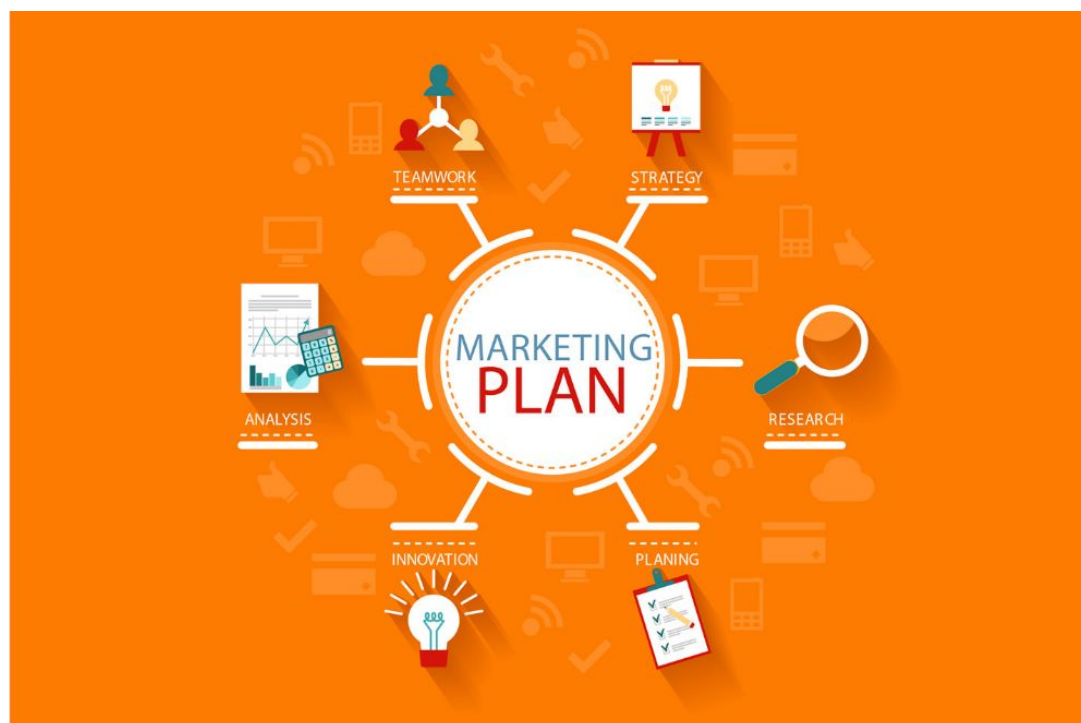 TEAMWORK
STRATEGY
MARKETING
PLAN
ANALYSIS
RESEARCH
INNOVATION
PLANING